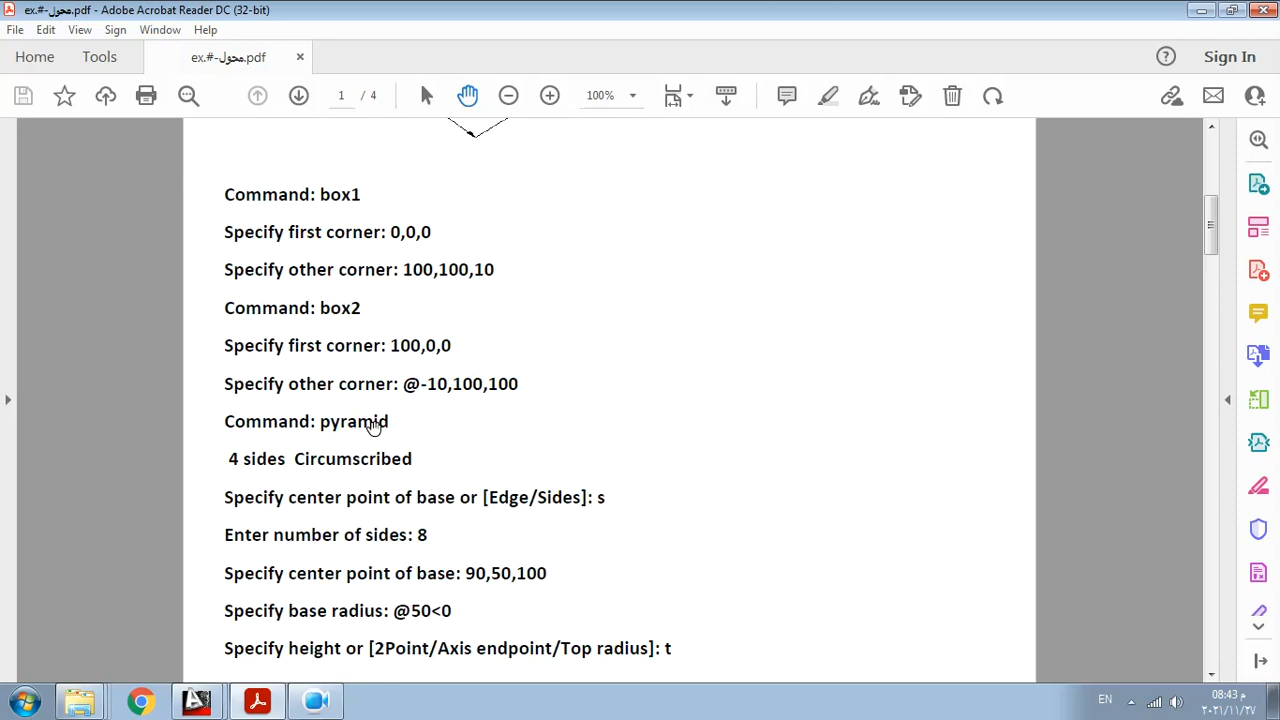 ex.#-محول.pdf - Adobe Acrobat Reader DC (32-bit)
File Edit View Sign Window Help
Home Tools ex.#-محول.pdf × Sign In
1 / 4 100%
Command: box1
Specify first corner: 0,0,0
Specify other corner: 100,100,10
Command: box2
Specify first corner: 100,0,0
Specify other corner: @-10,100,100
Command: pyramid
4 sides Circumscribed
Specify center point of base or [Edge/Sides]: s
Enter number of sides: 8
Specify center point of base: 90,50,100
Specify base radius: @50<0
Specify height or [2Point/Axis endpoint/Top radius]: t
EN
08:43 م
٢٠٢١/١١/٢٧